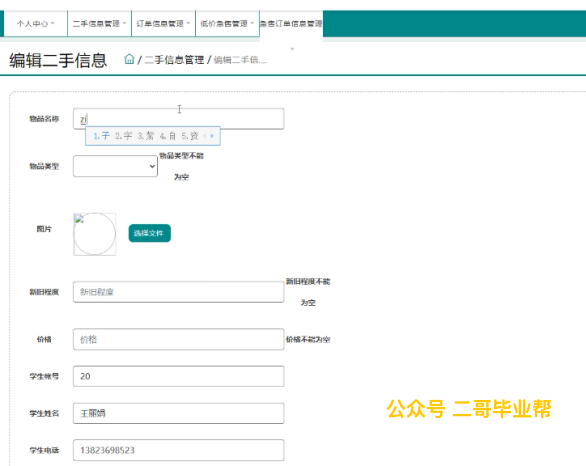 个人中心 二手信息管理 订单信息管理 低价急售管理 急售订单信息管理
编辑二手信息 / 二手信息管理 / 编辑二手信...
物品名称 zi
1.子 2.字 3.紫 4.自 5.资
物品类型 物品类型不能
为空
图片 选择文件
新旧程度 新旧程度 新旧程度不能
为空
价格 价格 价格不能为空
学生帐号 20
学生姓名 王丽娟
公众号 二哥毕业帮
学生电话 13823698523